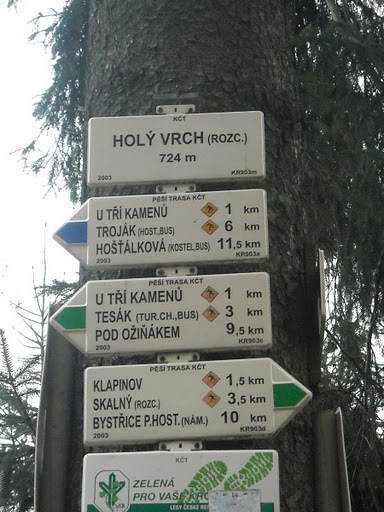 KČT
HOLÝ VRCH (ROZC.)
724 m
2003 KR903m
PĚŠÍ TRASA KČT
U TŘÍ KAMENŮ 1 km
TROJÁK (HOST.,BUS) 6 km
HOŠŤÁLKOVÁ (KOSTEL,BUS) 11,5 km
2003 KR903a
PĚŠÍ TRASA KČT
U TŘÍ KAMENŮ 1 km
TESÁK (TUR.CH.,BUS) 3 km
POD OŽIŇÁKEM 9,5 km
2003 KR903c
PĚŠÍ TRASA KČT
KLAPINOV 1,5 km
SKALNÝ (ROZC.) 3,5 km
BYSTŘICE P.HOST.(NÁM.) 10 km
2003 KR903d
KČT
ZELENÁ
PRO VAŠE
LČR LESY ČESKÉ